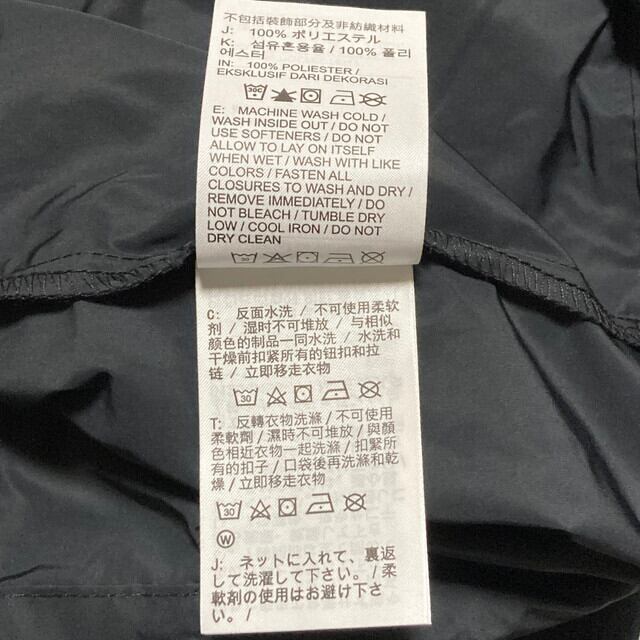 不包括裝飾部分及非紡織材料
J: 100% ポリエステル
K: 섬유혼용율 / 100% 폴리
에스터
IN: 100% POLIESTER /
EKSKLUSIF DARI DEKORASI
30C
E: MACHINE WASH COLD /
WASH INSIDE OUT / DO NOT
USE SOFTENERS / DO NOT
ALLOW TO LAY ON ITSELF
WHEN WET / WASH WITH LIKE
COLORS / FASTEN ALL
CLOSURES TO WASH AND DRY /
REMOVE IMMEDIATELY / DO
NOT BLEACH / TUMBLE DRY
LOW / COOL IRON / DO NOT
DRY CLEAN
C: 反面水洗 / 不可使用柔软
剂 / 湿时不可堆放 / 与相似
颜色的制品一同水洗 / 水洗和
干燥前扣紧所有的钮扣和拉
链 / 立即移走衣物
30
T: 反轉衣物洗滌 / 不可使用
柔軟劑 / 濕時不可堆放 / 與顏
色相近衣物一起洗滌 / 扣緊所
有的扣子 / 口袋後再洗滌和乾
燥 / 立即移走衣物
30
W
J: ネットに入れて、裏返
して洗濯して下さい。/ 柔
軟剤の使用はお避け下さ
い。/